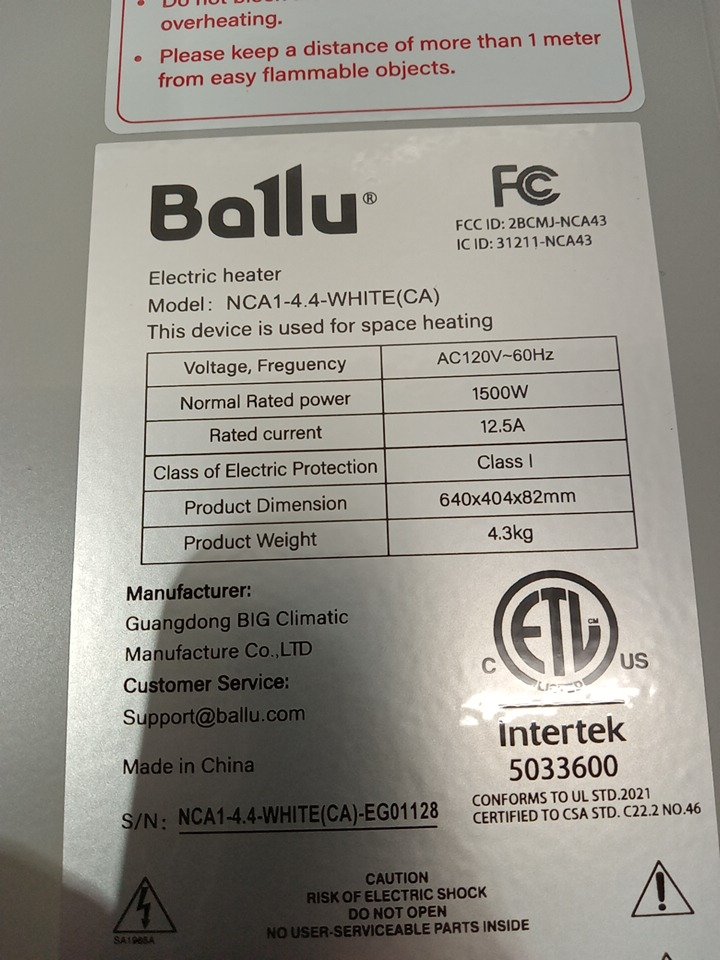 overheating.
• Please keep a distance of more than 1 meter
from easy flammable objects.
Ballu®
FC
FCC ID: 2BCMJ-NCA43
IC ID: 31211-NCA43
Electric heater
Model: NCA1-4.4-WHITE(CA)
This device is used for space heating
Voltage, Freguency AC120V~60Hz
Normal Rated power 1500W
Rated current 12.5A
Class of Electric Protection Class I
Product Dimension 640x404x82mm
Product Weight 4.3kg
Manufacturer:
Guangdong BIG Climatic
Manufacture Co.,LTD
Customer Service:
Support@ballu.com
Made in China
S/N: NCA1-4.4-WHITE(CA)-EG01128
ETL CM
C US
LISTED
Intertek
5033600
CONFORMS TO UL STD.2021
CERTIFIED TO CSA STD. C22.2 NO.46
CAUTION
RISK OF ELECTRIC SHOCK
DO NOT OPEN
NO USER-SERVICEABLE PARTS INSIDE
SA1965A